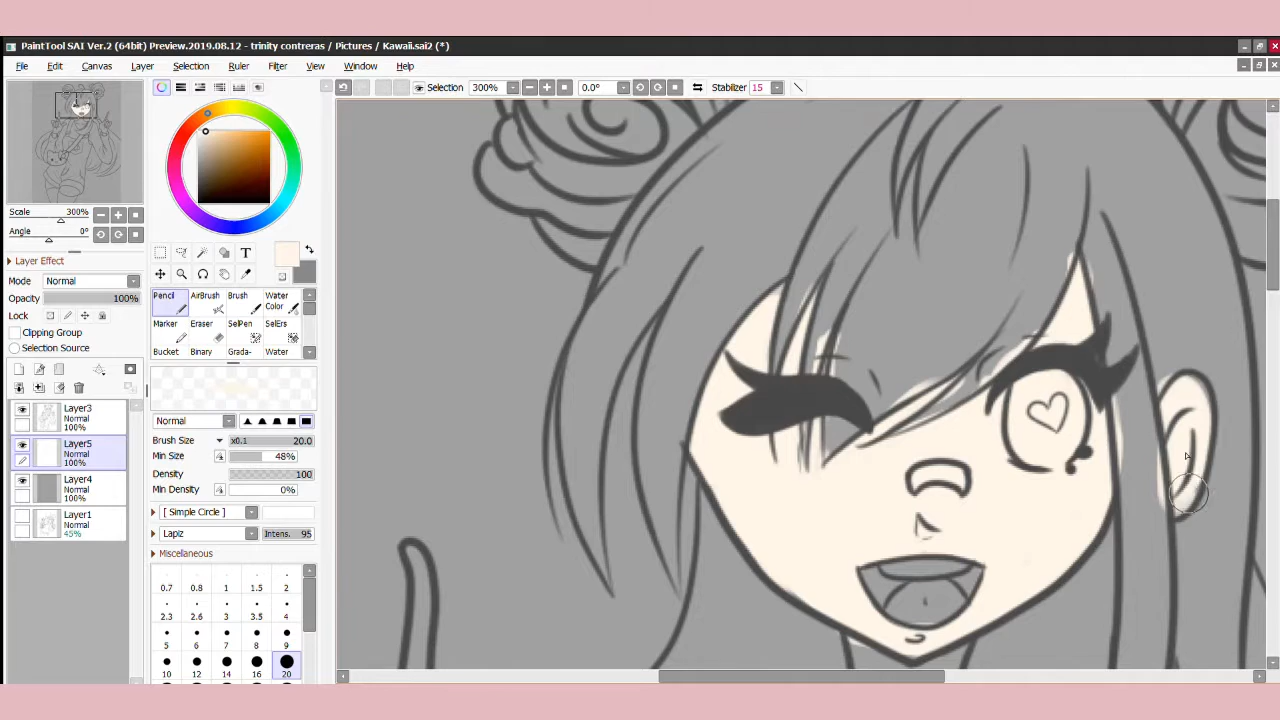 PaintTool SAI Ver.2 (64bit) Preview.2019.08.12 - trinity contreras / Pictures / Kawaii.sai2 (*)
File Edit Canvas Layer Selection Ruler Filter View Window Help
Selection 300% 0.0° Stabilizer 15
Scale 300%
Angle 0°
Layer Effect
Mode Normal
Opacity 100%
Lock
Clipping Group
Selection Source
Layer3
Normal
100%
Layer5
Normal
100%
Layer4
Normal
100%
Layer1
Normal
45%
T
Pencil AirBrush Brush Water Color
Marker Eraser SelPen SelErs
Bucket Binary Grada- Water
Normal
Brush Size x0.1 20.0
Min Size 48%
Density 100
Min Density 0%
[ Simple Circle ]
Lapiz Intens. 95
Miscellaneous
0.7 0.8 1 1.5 2
2.3 2.6 3 3.5 4
5 6 7 8 9
10 12 14 16 20